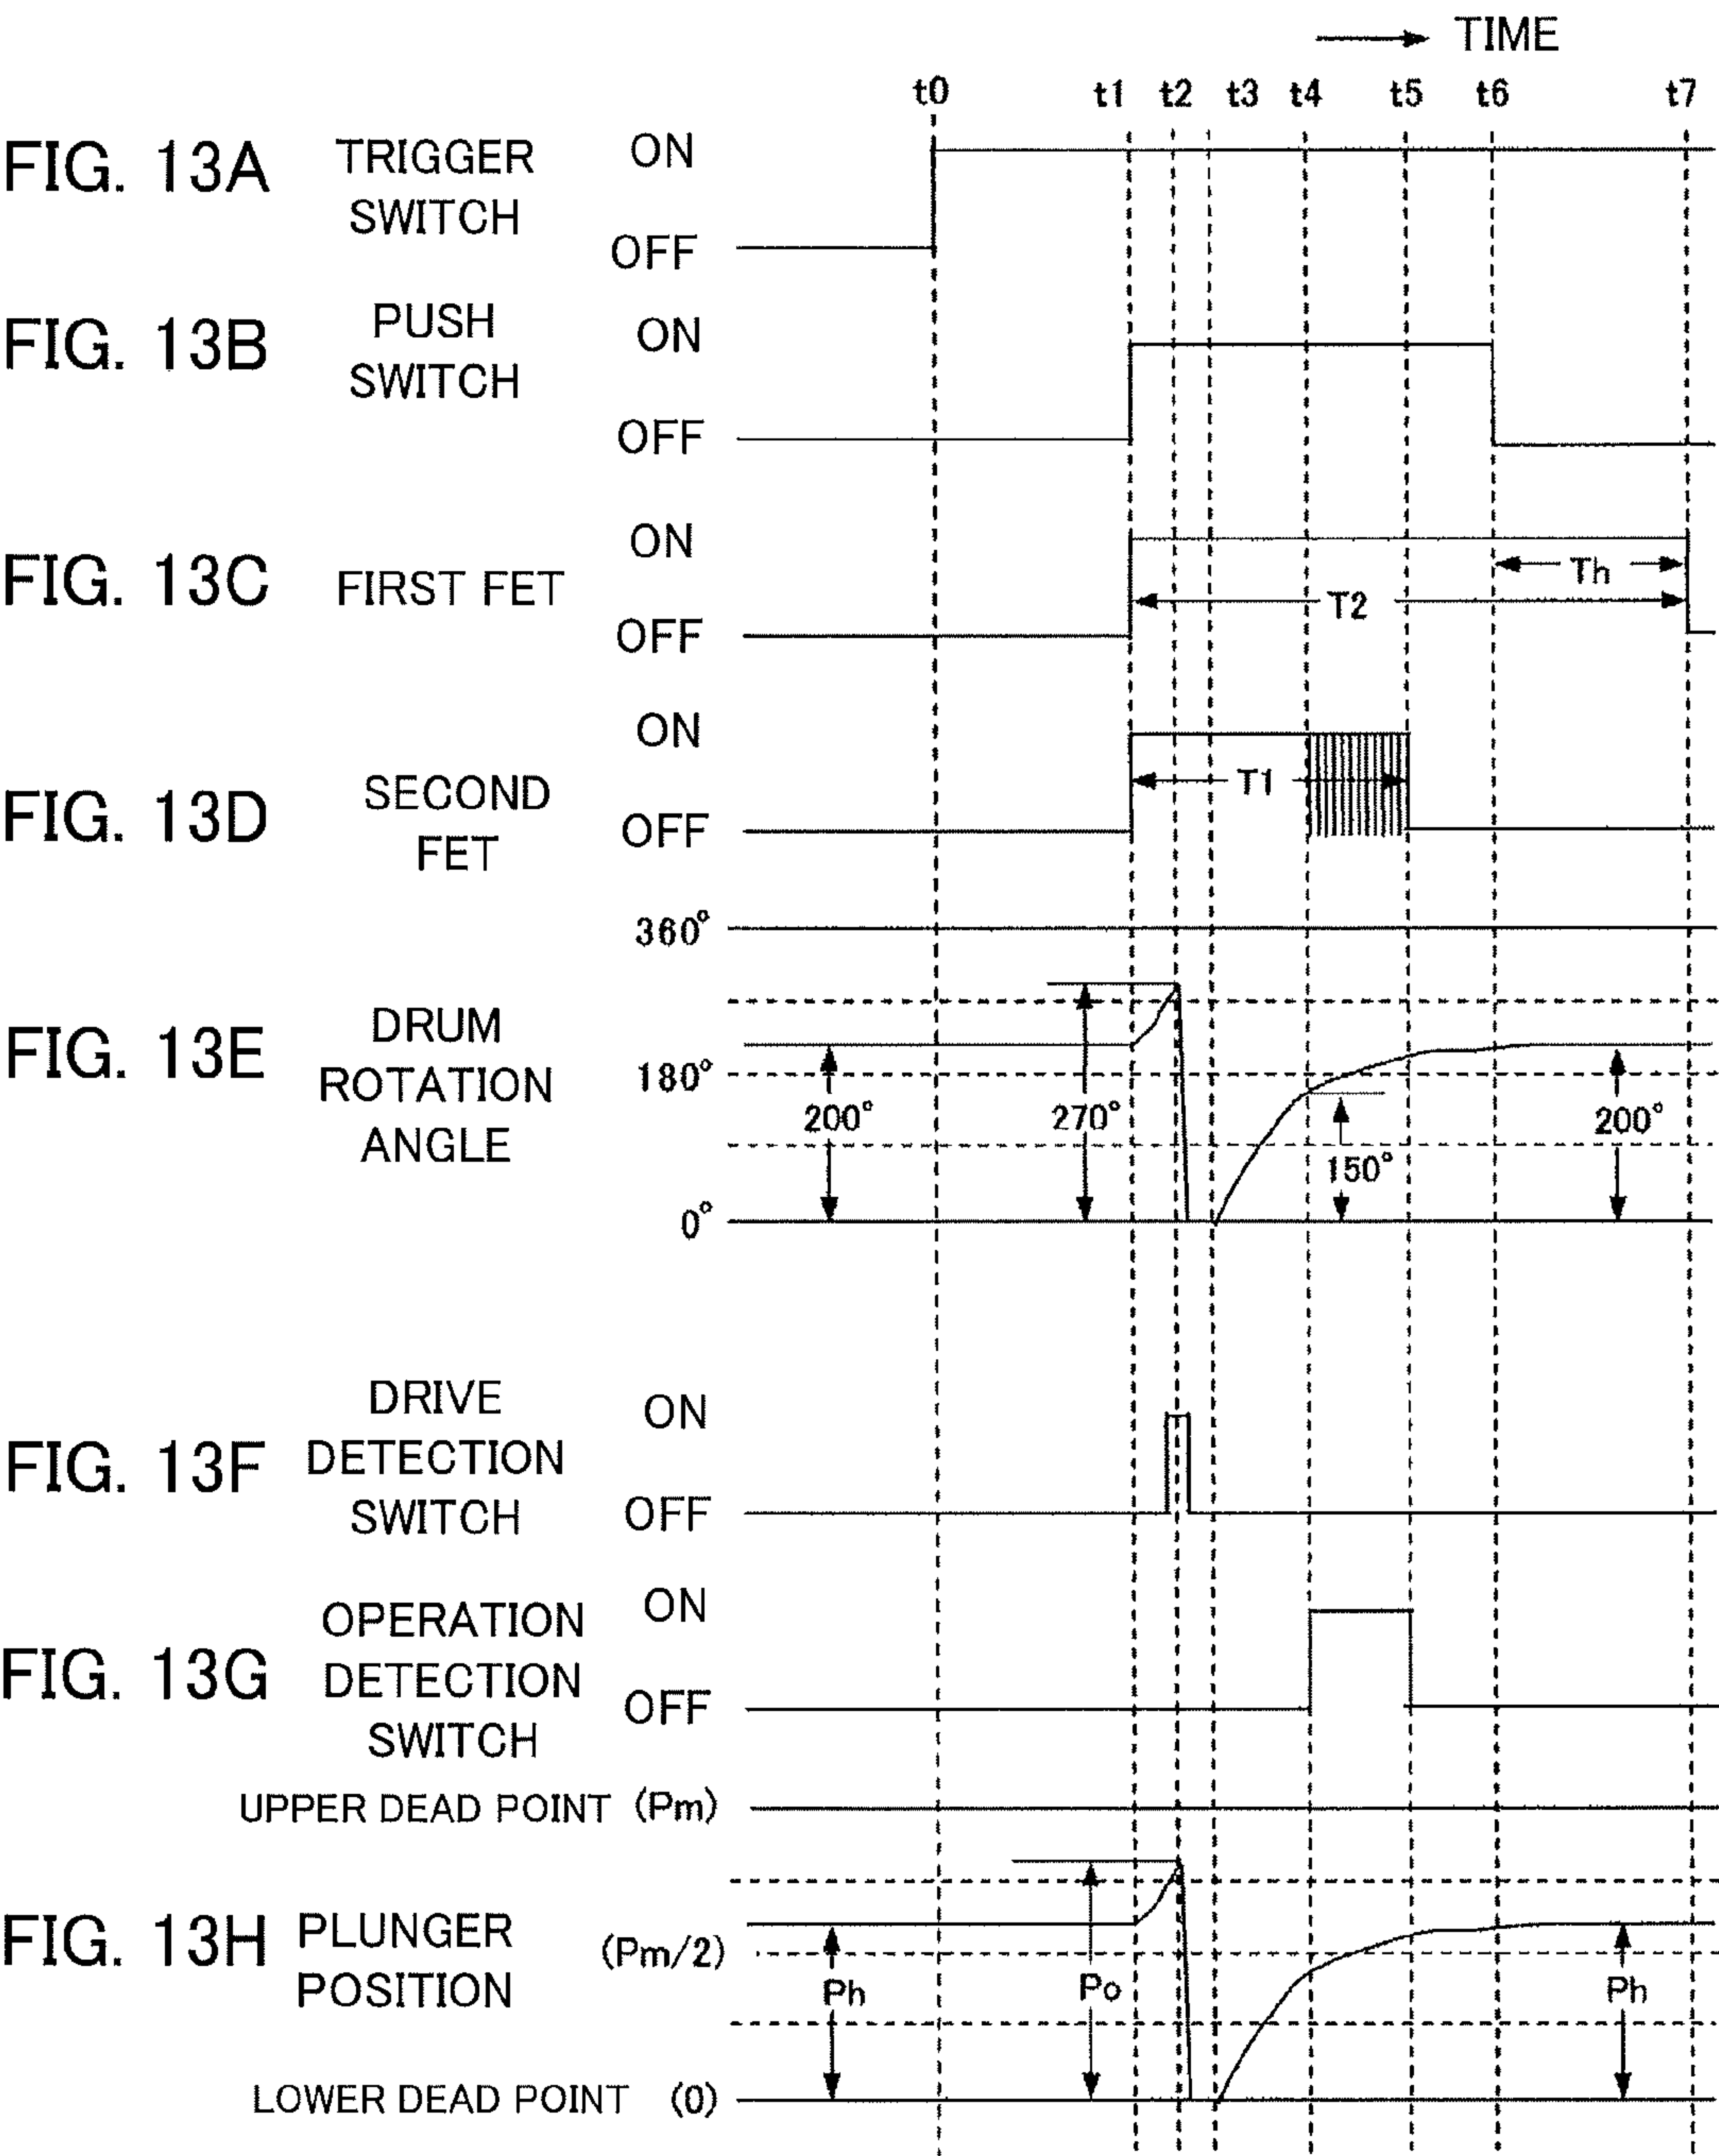 TIME
t0 t1 t2 t3 t4 t5 t6 t7
FIG. 13A
TRIGGER
SWITCH
ON
OFF
FIG. 13B
PUSH
SWITCH
ON
OFF
FIG. 13C
FIRST FET
ON
OFF
Th
T2
FIG. 13D
SECOND
FET
ON
OFF
T1
FIG. 13E
DRUM
ROTATION
ANGLE
360°
180°
0°
200°
270°
150°
200°
FIG. 13F
DRIVE
DETECTION
SWITCH
ON
OFF
FIG. 13G
OPERATION
DETECTION
SWITCH
ON
OFF
UPPER DEAD POINT (Pm)
FIG. 13H
PLUNGER
POSITION
(Pm/2)
Ph
Po
Ph
LOWER DEAD POINT (0)